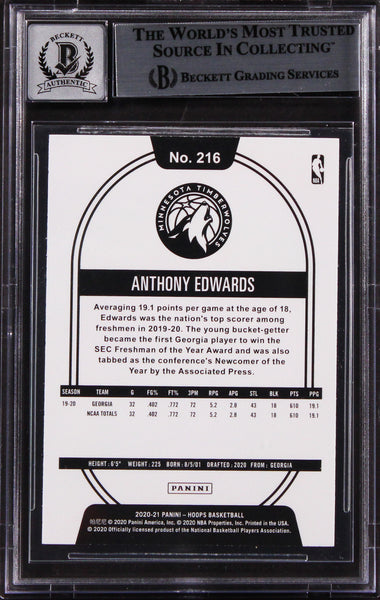 BECKETT
AUTHENTIC
THE WORLD'S MOST TRUSTED
SOURCE IN COLLECTING™
BECKETT GRADING SERVICES
No. 216
NBA
MINNESOTA TIMBERWOLVES
ANTHONY EDWARDS
Averaging 19.1 points per game at the age of 18,
Edwards was the nation's top scorer among
freshmen in 2019-20. The young bucket-getter
became the first Georgia player to win the
SEC Freshman of the Year Award and was also
tabbed as the conference's Newcomer of the
Year by the Associated Press.
SEASON TEAM G FG% FT% 3PM RPG APG STL BLK PTS PPG
19-20 GEORGIA 32 .402 .772 72 5.2 2.8 43 18 610 19.1
NCAA TOTALS 32 .402 .772 72 5.2 2.8 43 18 610 19.1
HEIGHT: 6'5" WEIGHT: 225 BORN: 8/5/01 DRAFTED: 2020 FROM: GEORGIA
PANINI
2020-21 PANINI – HOOPS BASKETBALL
帕尼尼 © 2020 Panini America, Inc. © 2020 NBA Properties, Inc. Printed in the USA.
© 2020 Officially licensed product of the National Basketball Players Association.